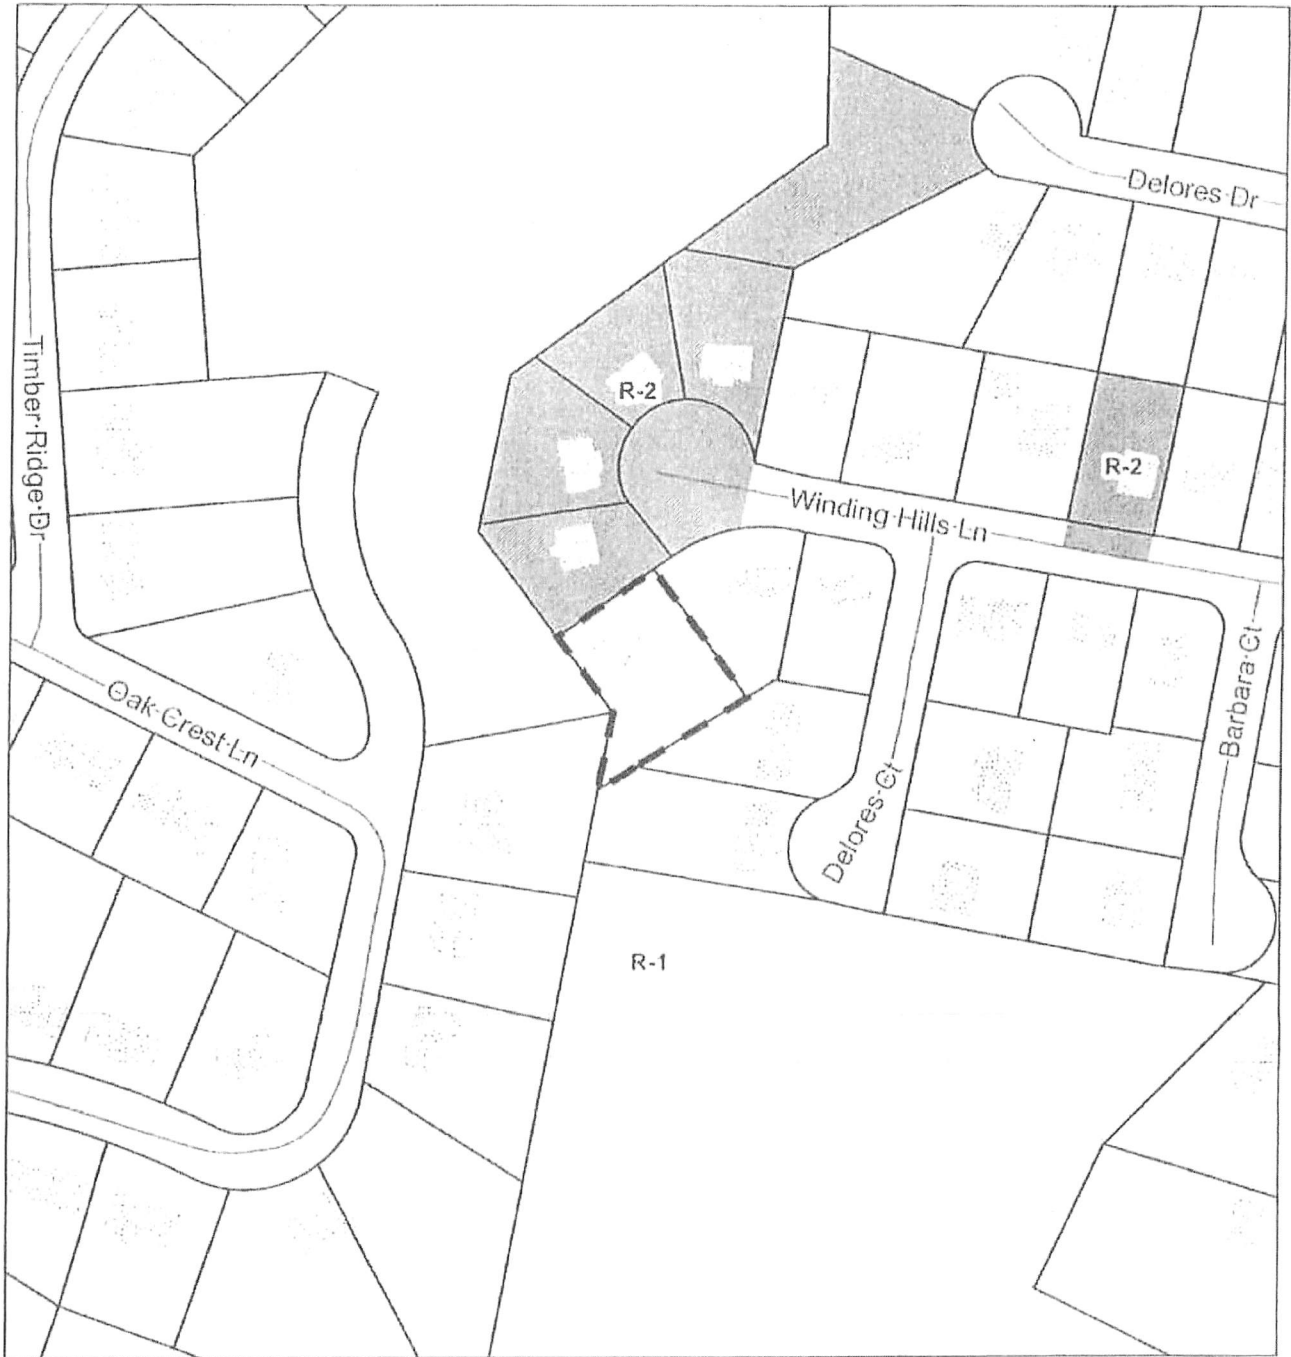 Delores Dr
Timber Ridge Dr
R-2
R-2
Winding Hills Ln
Oak Crest Ln
Delores Ct
Barbara Ct
R-1